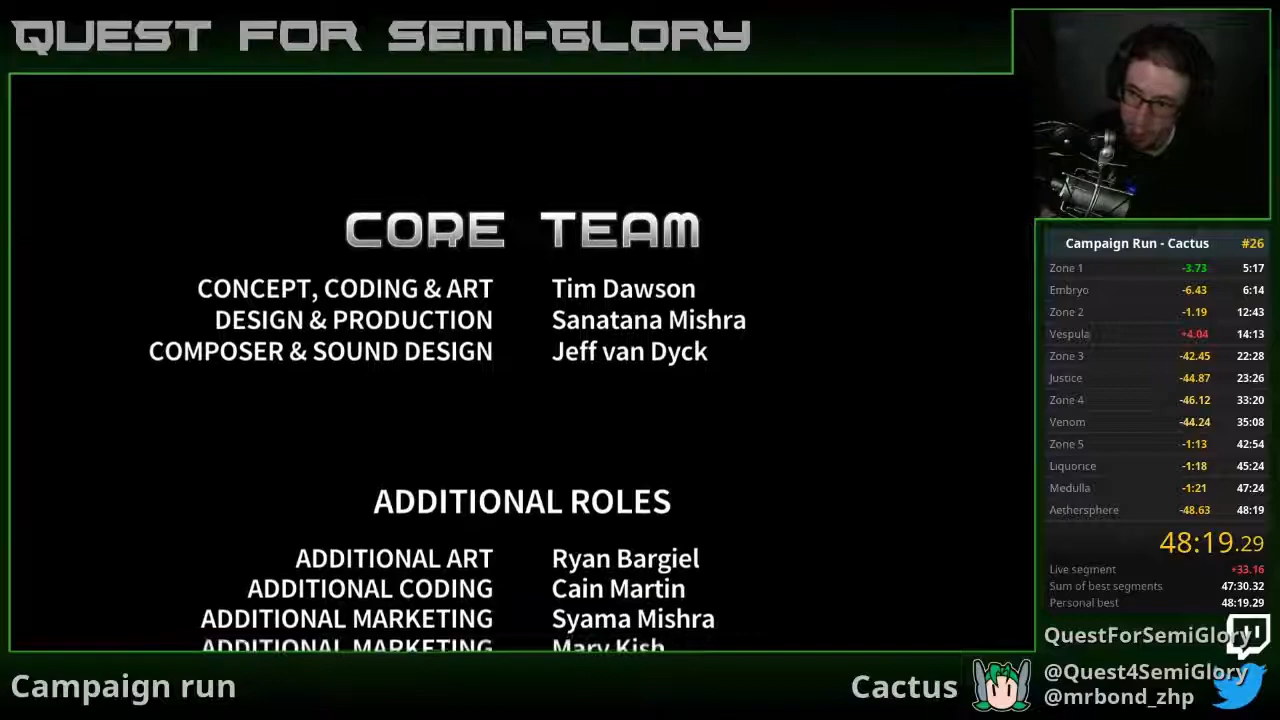 QUEST FOR SEMI-GLORY
CORE TEAM
CONCEPT, CODING & ART Tim Dawson
DESIGN & PRODUCTION Sanatana Mishra
COMPOSER & SOUND DESIGN Jeff van Dyck
ADDITIONAL ROLES
ADDITIONAL ART Ryan Bargiel
ADDITIONAL CODING Cain Martin
ADDITIONAL MARKETING Syama Mishra
ADDITIONAL MARKETING Mary Kish
Campaign Run - Cactus #26
Zone 1 -3.73 5:17
Embryo -6.43 6:14
Zone 2 -1.19 12:43
Vespula +4.04 14:13
Zone 3 -42.45 22:28
Justice -44.87 23:26
Zone 4 -46.12 33:20
Venom -44.24 35:08
Zone 5 -1:13 42:54
Liquorice -1:18 45:24
Medulla -1:21 47:24
Aethersphere -48.63 48:19
48:19.29
Live segment +33.16
Sum of best segments 47:30.32
Personal best 48:19.29
QuestForSemiGlory
@Quest4SemiGlory
@mrbond_zhp
Campaign run
Cactus